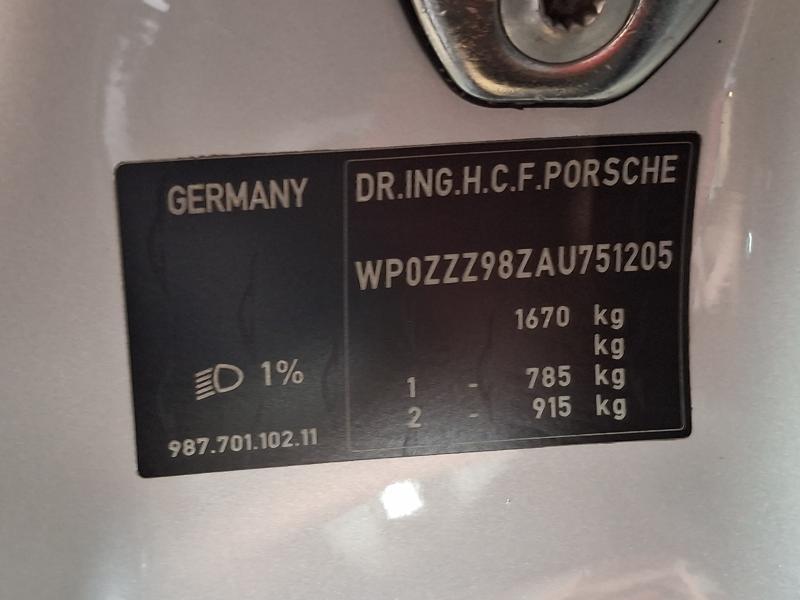 GERMANY
1%
987.701.102.11
DR.ING.H.C.F.PORSCHE
WP0ZZZ98ZAU751205
1670 kg
kg
1 - 785 kg
2 - 915 kg